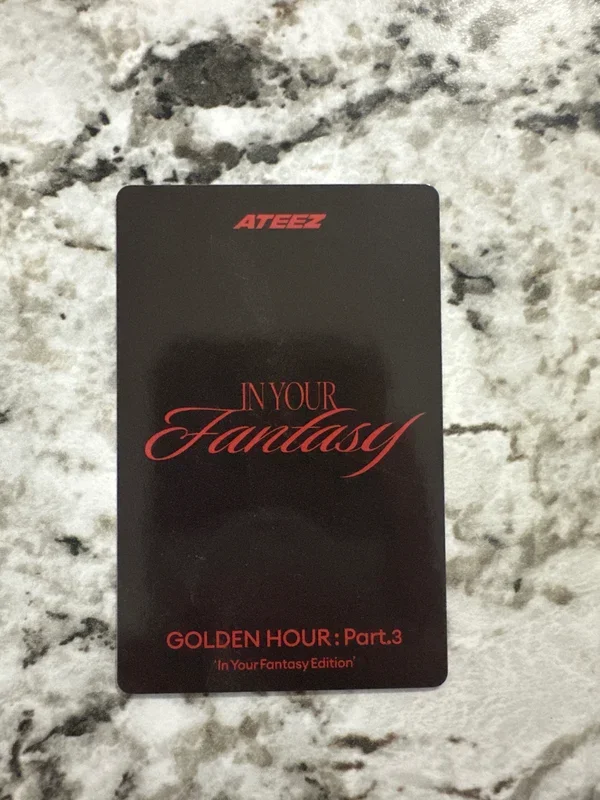 ATEEZ
IN YOUR
Fantasy
GOLDEN HOUR : Part.3
'In Your Fantasy Edition'